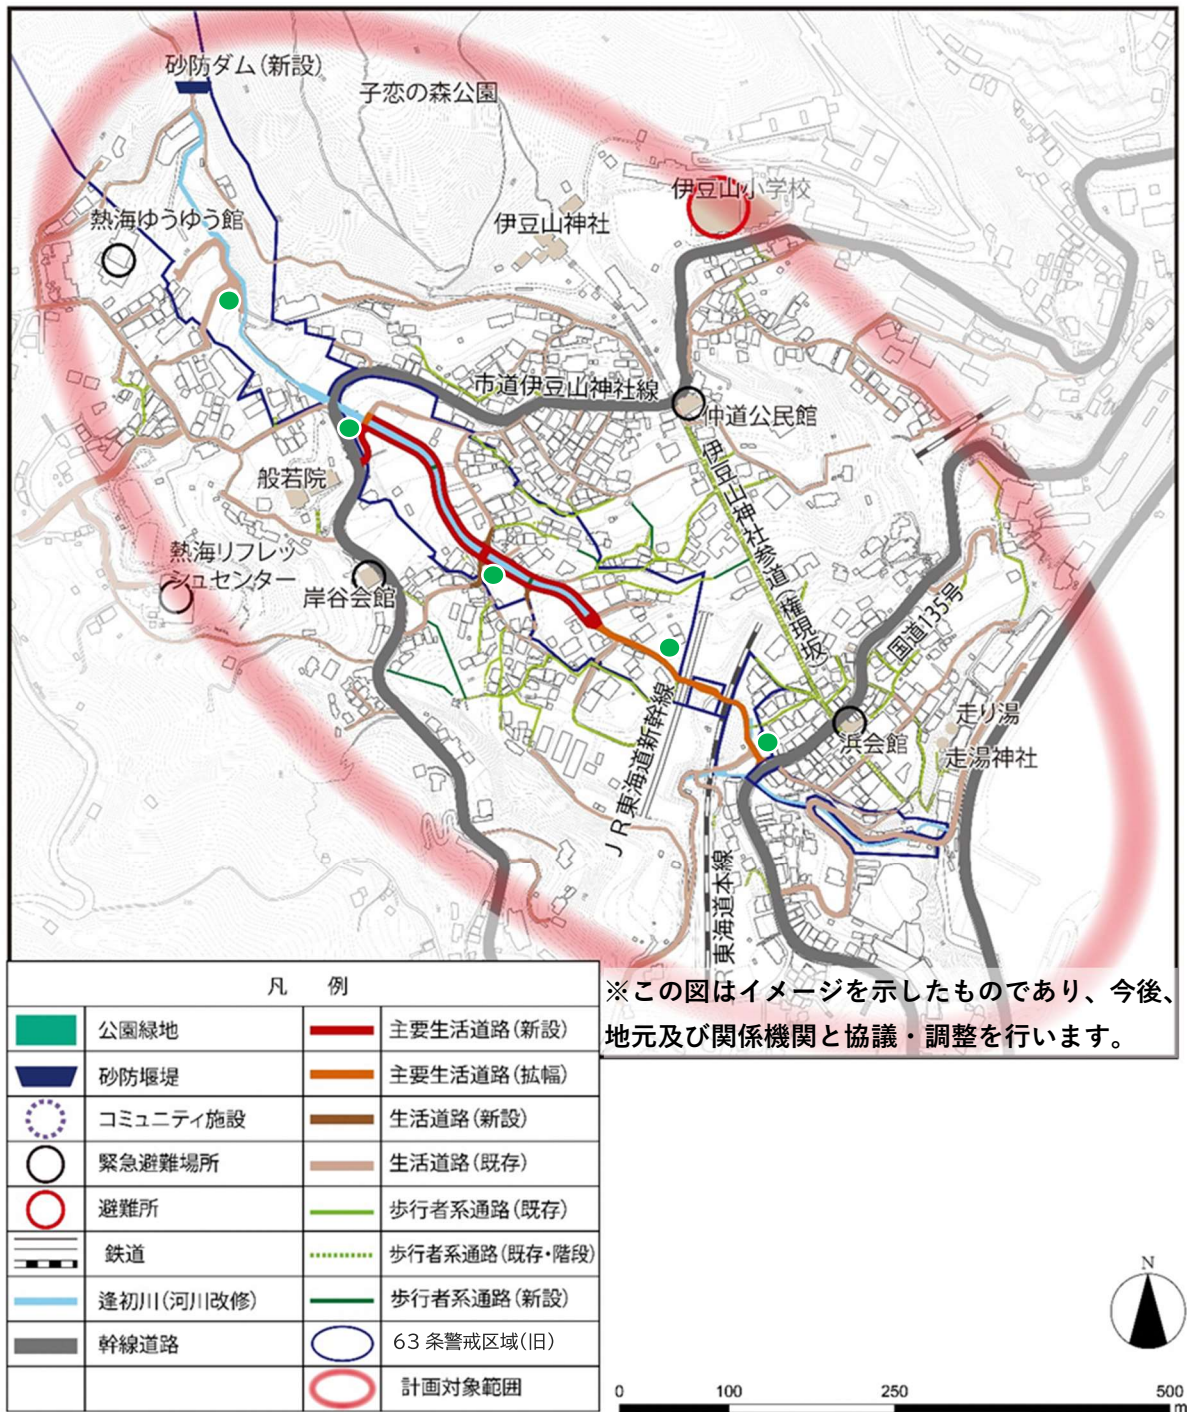 砂防ダム(新設)
子恋の森公園
伊豆山小学校
熱海ゆうゆう館
伊豆山神社
市道伊豆山神社線
仲道公民館
伊豆山神社参道(権現坂)
般若院
熱海リフレッ
シュセンター
岸谷会館
国道135号
走り湯
浜会館
走湯神社
JR東海道新幹線
R東海道本線
※この図はイメージを示したものであり、今後、
地元及び関係機関と協議・調整を行います。
凡 例
公園緑地
主要生活道路(新設)
砂防堰堤
主要生活道路(拡幅)
コミュニティ施設
生活道路(新設)
緊急避難場所
生活道路(既存)
避難所
歩行者系通路(既存)
鉄道
歩行者系通路(既存・階段)
逢初川(河川改修)
歩行者系通路(新設)
幹線道路
63条警戒区域(旧)
計画対象範囲
N
0 100 250 500
m